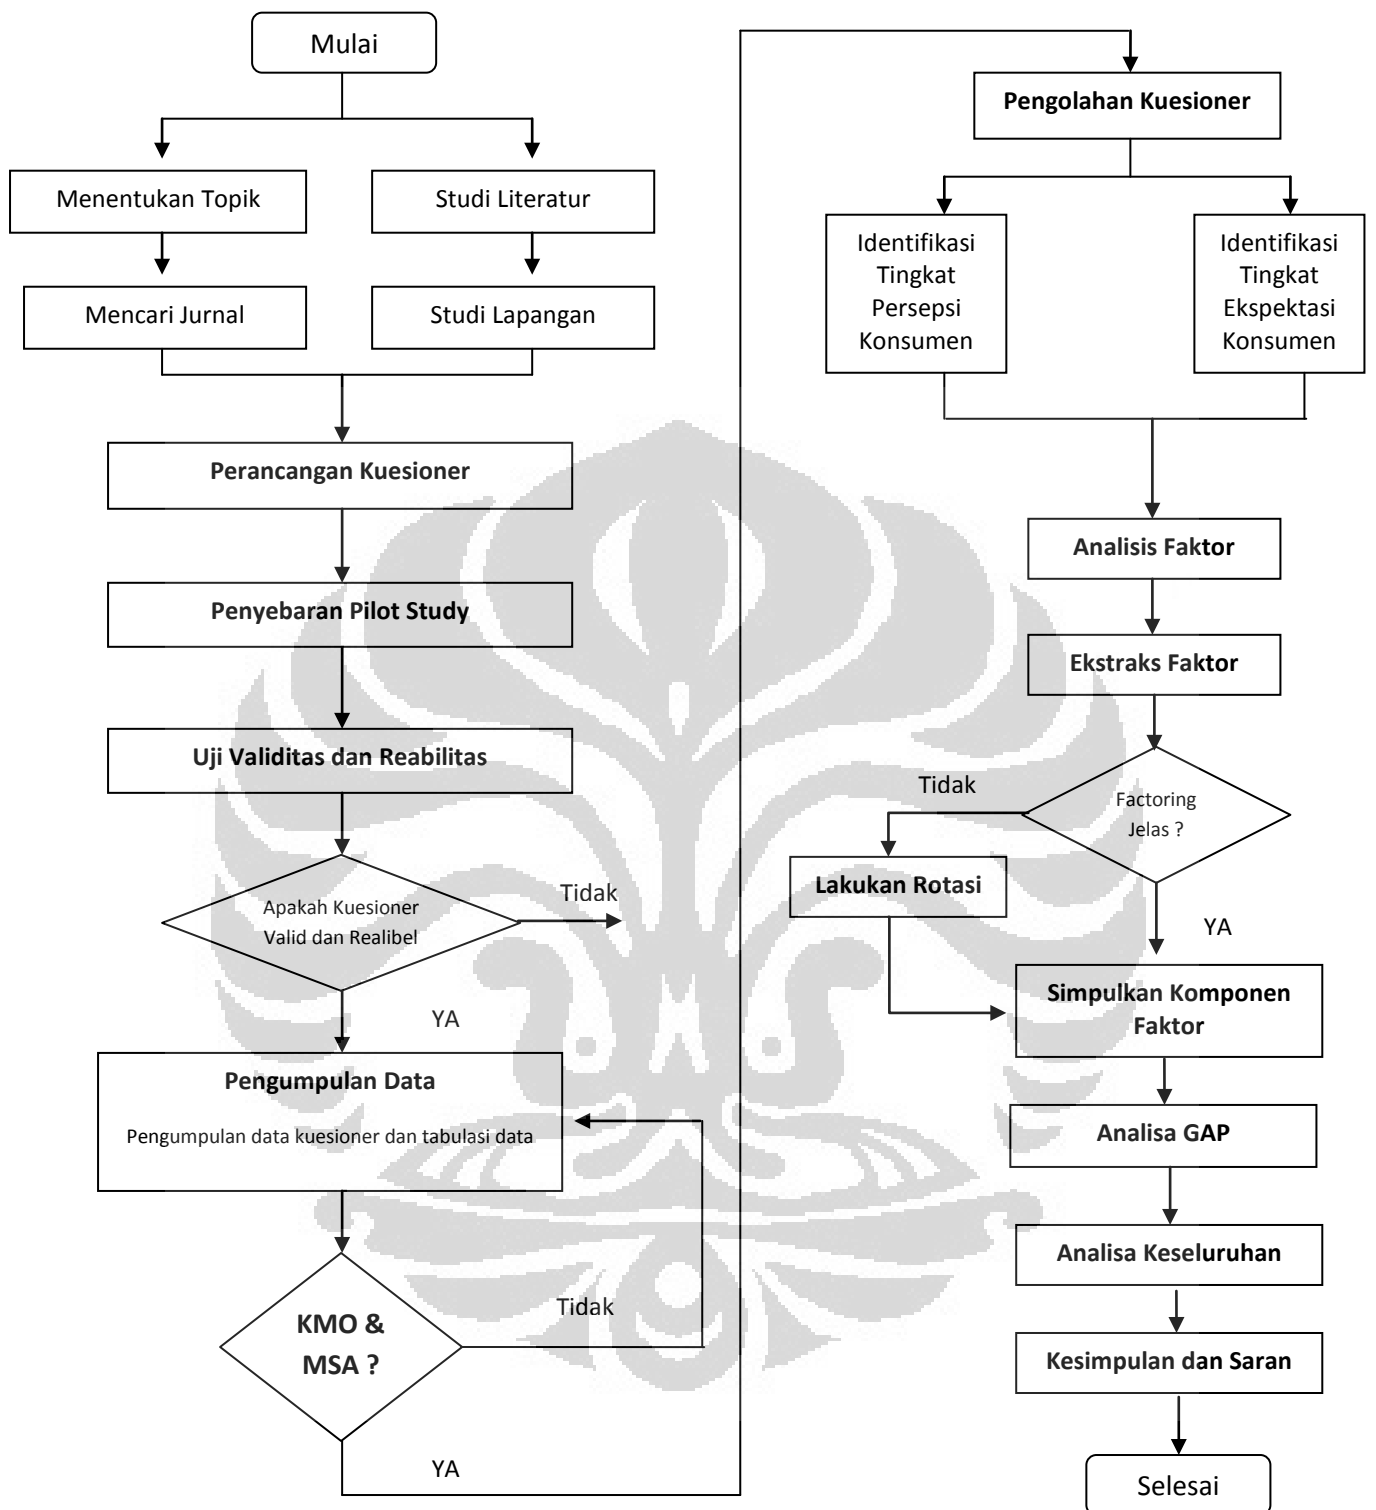 Mulai
Menentukan Topik
Studi Literatur
Mencari Jurnal
Studi Lapangan
Perancangan Kuesioner
Penyebaran Pilot Study
Uji Validitas dan Reabilitas
Apakah Kuesioner
Valid dan Realibel
Tidak
YA
Pengumpulan Data
Pengumpulan data kuesioner dan tabulasi data
KMO &
MSA ?
Tidak
YA
Pengolahan Kuesioner
Identifikasi
Tingkat
Persepsi
Konsumen
Identifikasi
Tingkat
Ekspektasi
Konsumen
Analisis Faktor
Ekstraks Faktor
Factoring
Jelas ?
Tidak
Lakukan Rotasi
YA
Simpulkan Komponen
Faktor
Analisa GAP
Analisa Keseluruhan
Kesimpulan dan Saran
Selesai